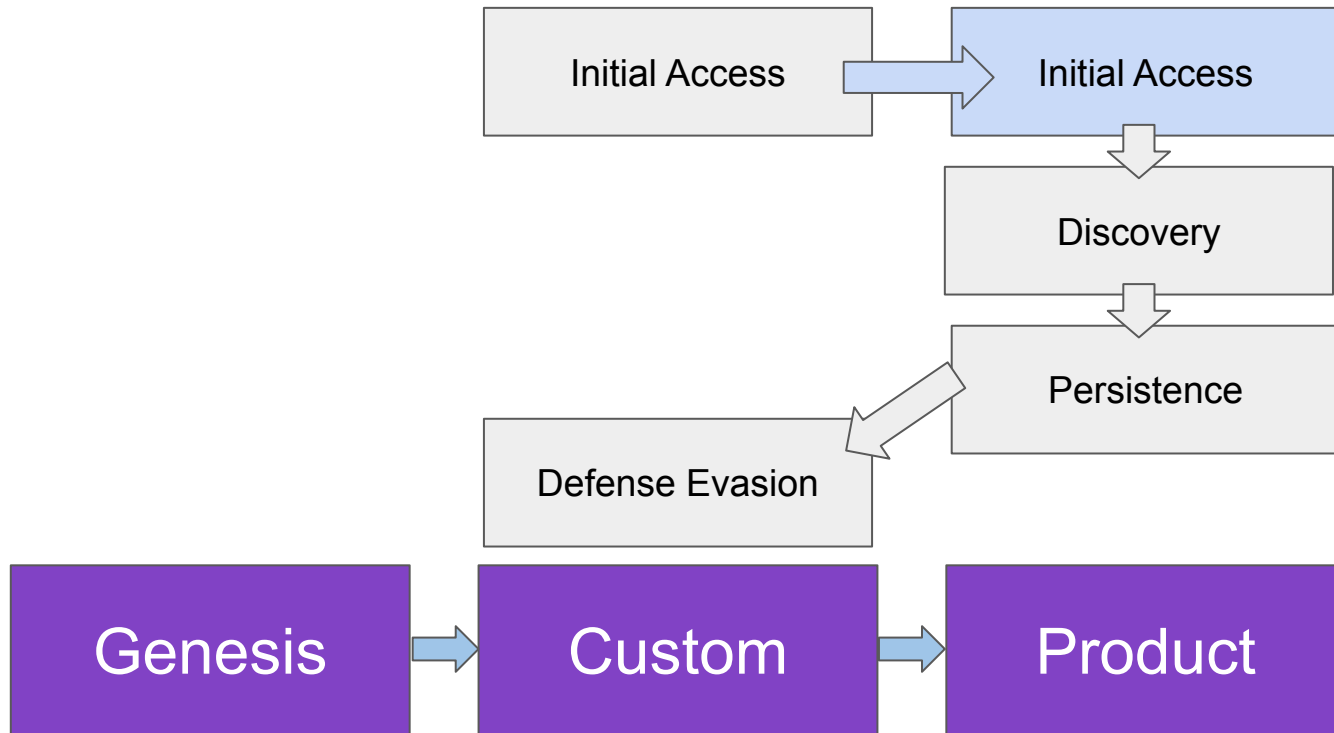 Initial Access
Initial Access
Discovery
Persistence
Defense Evasion
Genesis
Custom
Product